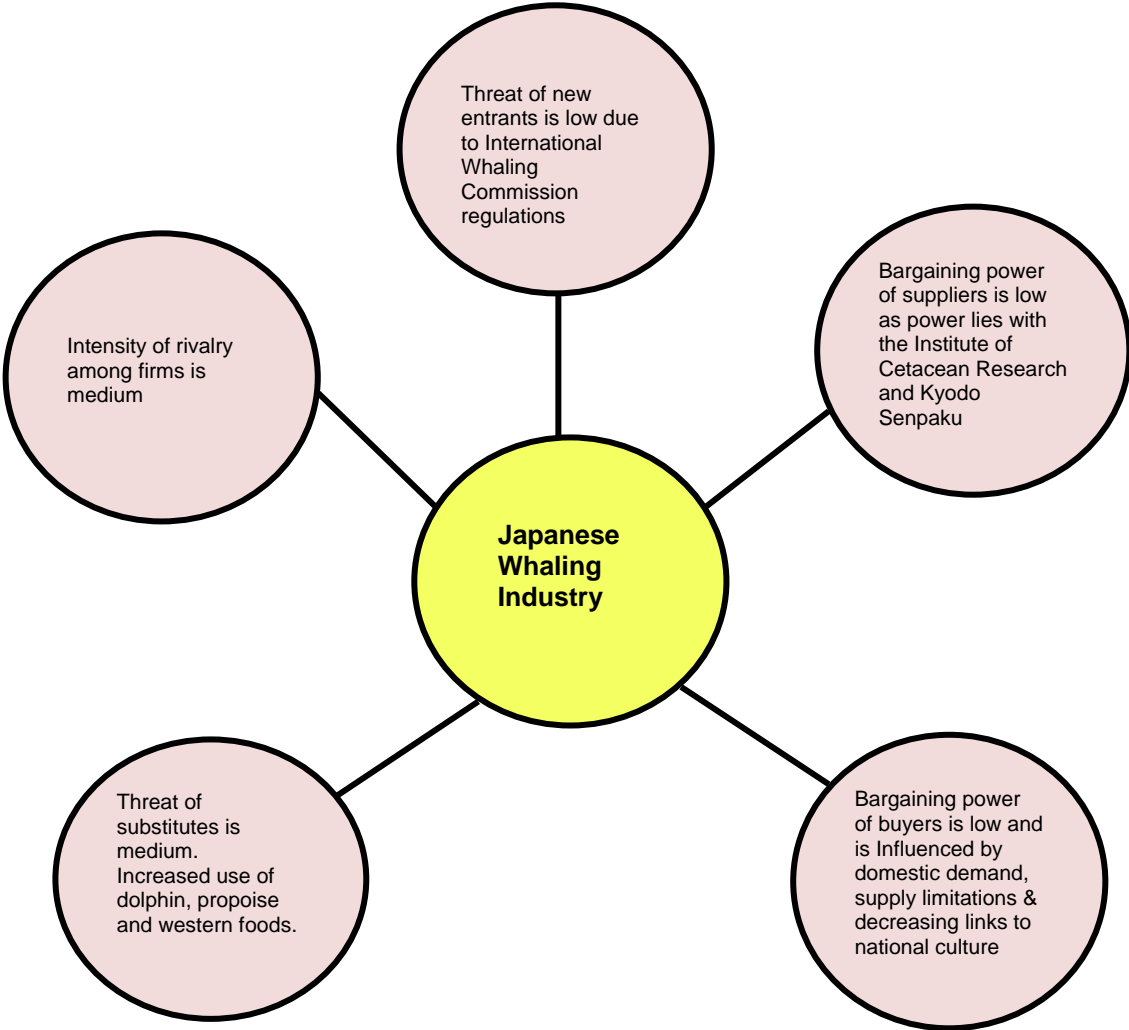 Threat of new
entrants is low due
to International
Whaling
Commission
regulations
Bargaining power
of suppliers is low
as power lies with
the Institute of
Cetacean Research
and Kyodo
Senpaku
Intensity of rivalry
among firms is
medium
Japanese
Whaling
Industry
Threat of
substitutes is
medium.
Increased use of
dolphin, propoise
and western foods.
Bargaining power
of buyers is low and
is Influenced by
domestic demand,
supply limitations &
decreasing links to
national culture